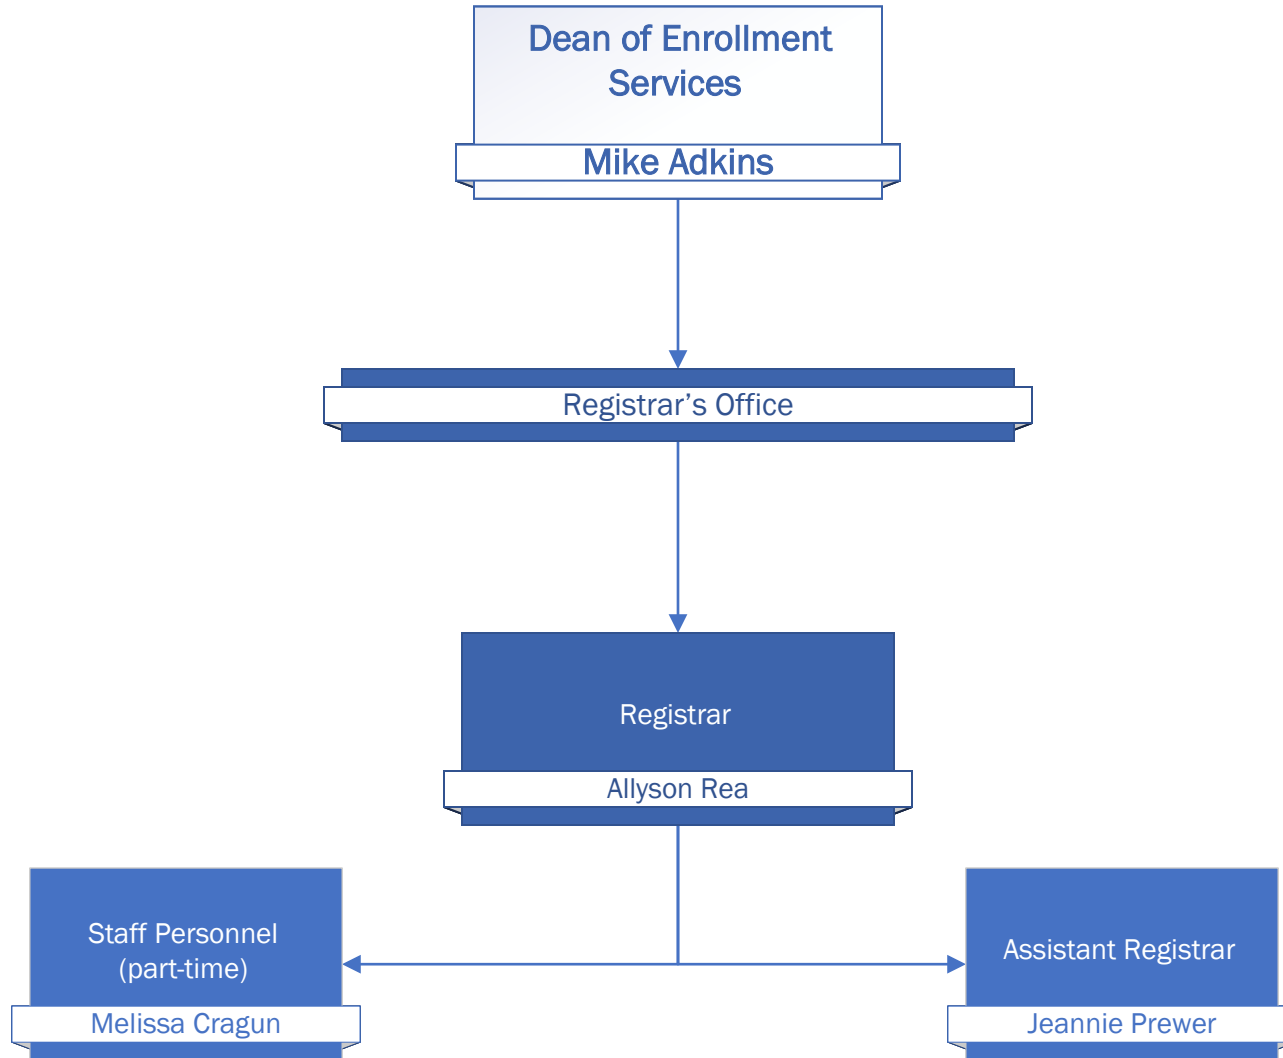 Dean of Enrollment
Services
Mike Adkins
Registrar’s Office
Registrar
Allyson Rea
Staff Personnel
(part-time)
Melissa Cragun
Assistant Registrar
Jeannie Prewer